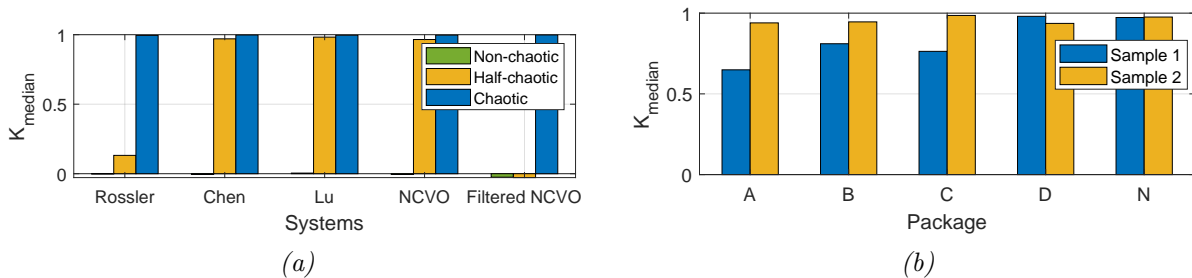 1
0.5
0
K_median
Non-chaotic
Half-chaotic
Chaotic
Rossler Chen Lu NCVO Filtered NCVO
Systems
(a)
1
0.5
0
K_median
Sample 1
Sample 2
A B C D N
Package
(b)